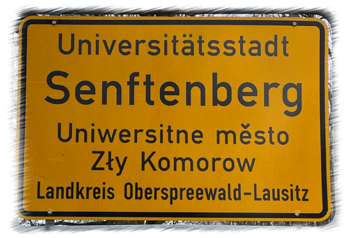 Universitätsstadt
Senftenberg
Uniwersitne město
Zły Komorow
Landkreis Oberspreewald-Lausitz